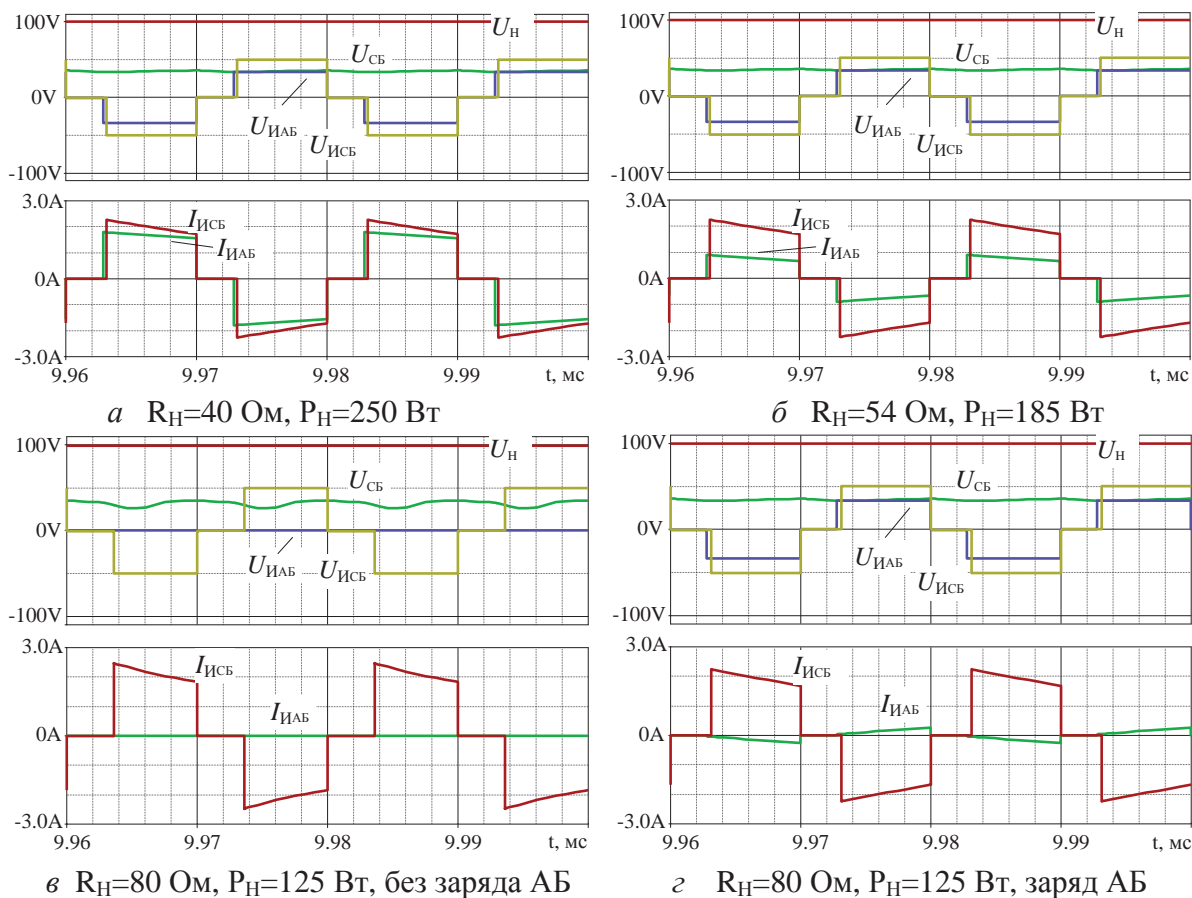 100V
U_Н
U_СБ
0V
U_ИАБ
U_ИСБ
-100V
3.0A
I_ИСБ
I_ИАБ
0A
-3.0A
9.96 9.97 9.98 9.99 t, мс
а R_Н=40 Ом, P_Н=250 Вт
100V
U_Н
U_СБ
0V
U_ИАБ
U_ИСБ
-100V
3.0A
I_ИСБ
I_ИАБ
0A
-3.0A
9.96 9.97 9.98 9.99 t, мс
б R_Н=54 Ом, P_Н=185 Вт
100V
U_Н
U_СБ
0V
U_ИАБ U_ИСБ
-100V
3.0A
I_ИСБ
I_ИАБ
0A
-3.0A
9.96 9.97 9.98 9.99 t, мс
в R_Н=80 Ом, P_Н=125 Вт, без заряда АБ
100V
U_Н
U_СБ
0V
U_ИАБ
U_ИСБ
-100V
3.0A
I_ИСБ
I_ИАБ
0A
-3.0A
9.96 9.97 9.98 9.99 t, мс
г R_Н=80 Ом, P_Н=125 Вт, заряд АБ